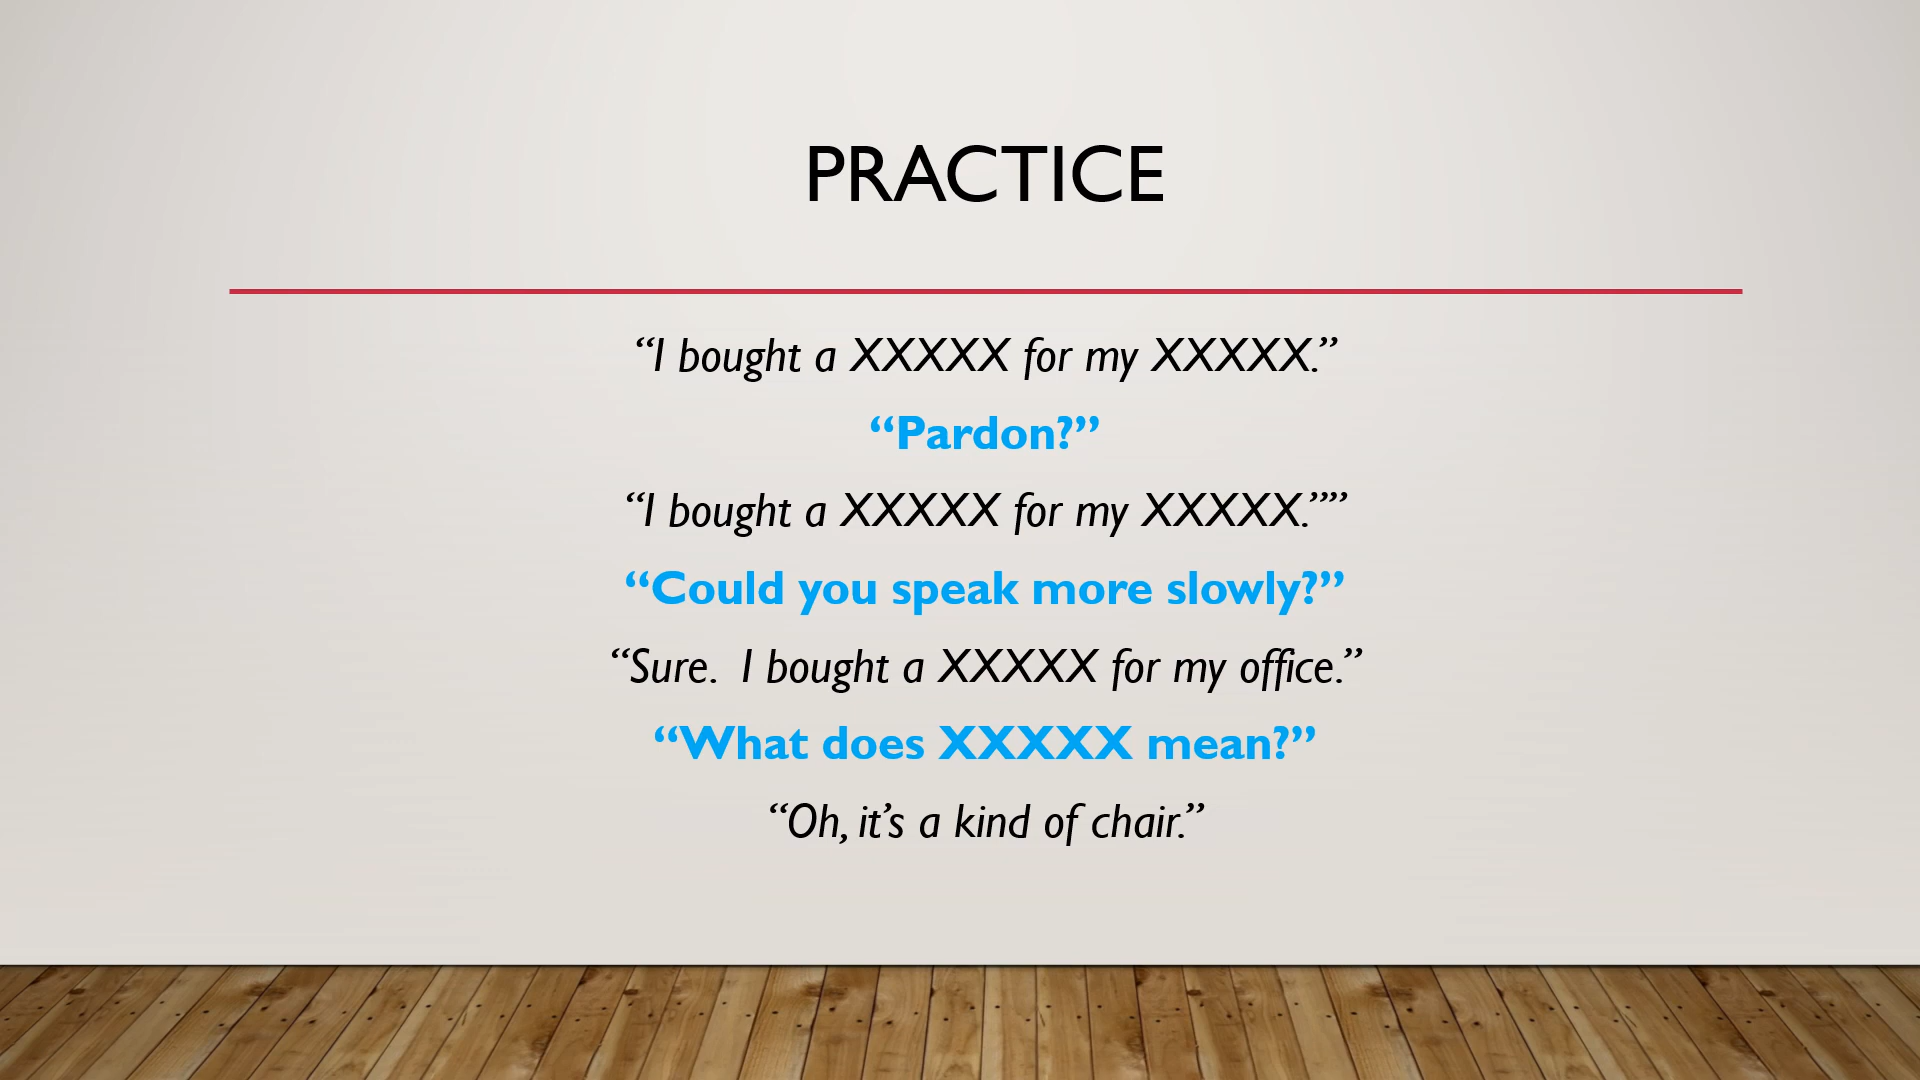 PRACTICE
“I bought a XXXXX for my XXXXX.”
“Pardon?”
“I bought a XXXXX for my XXXXX.””
“Could you speak more slowly?”
“Sure.  I bought a XXXXX for my office.”
“What does XXXXX mean?”
“Oh, it’s a kind of chair.”